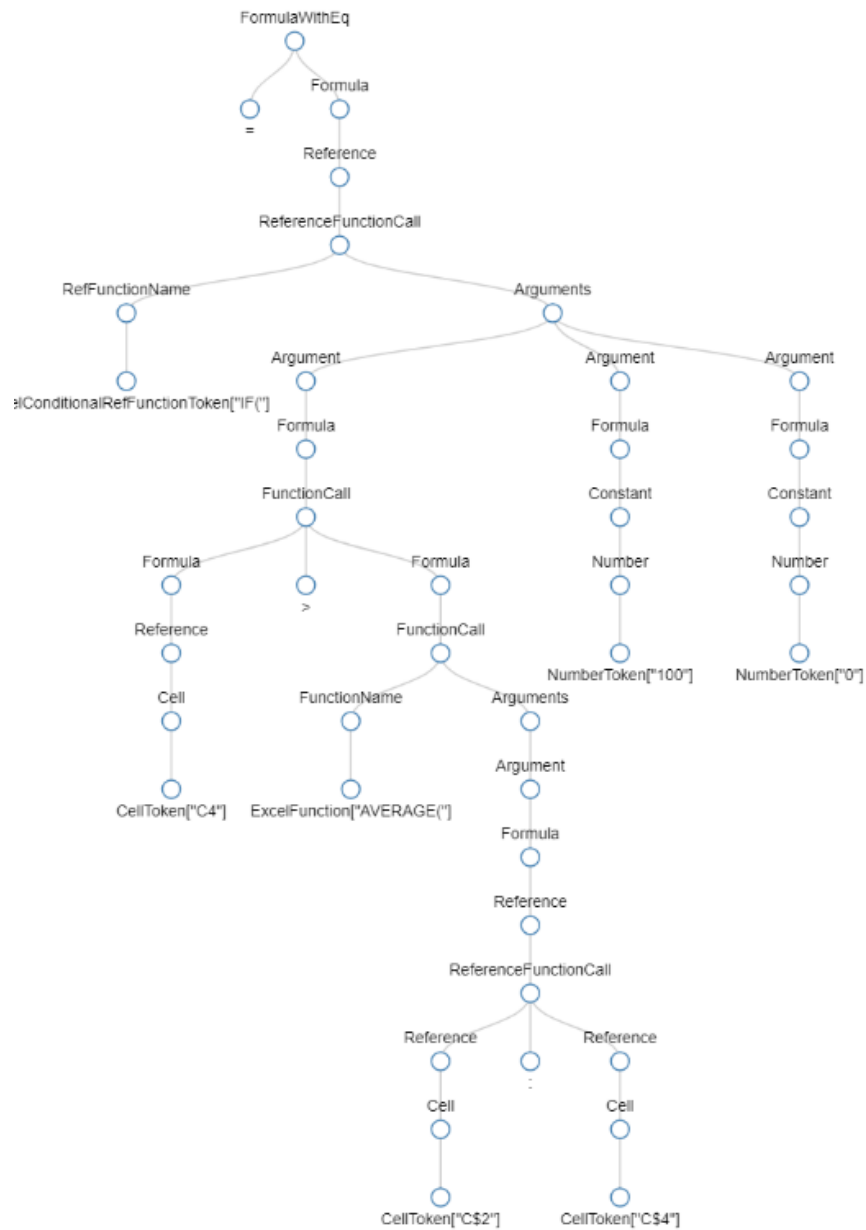 FormulaWithEq
Formula
=
Reference
ReferenceFunctionCall
RefFunctionName Arguments
Argument Argument Argument
elConditionalRefFunctionToken["IF("]
Formula Formula Formula
FunctionCall Constant Constant
Formula > Formula Number Number
Reference FunctionCall
NumberToken["100"] NumberToken["0"]
Cell FunctionName Arguments
Argument
CellToken["C4"] ExcelFunction["AVERAGE("]
Formula
Reference
ReferenceFunctionCall
Reference : Reference
Cell Cell
CellToken["C$2"] CellToken["C$4"]